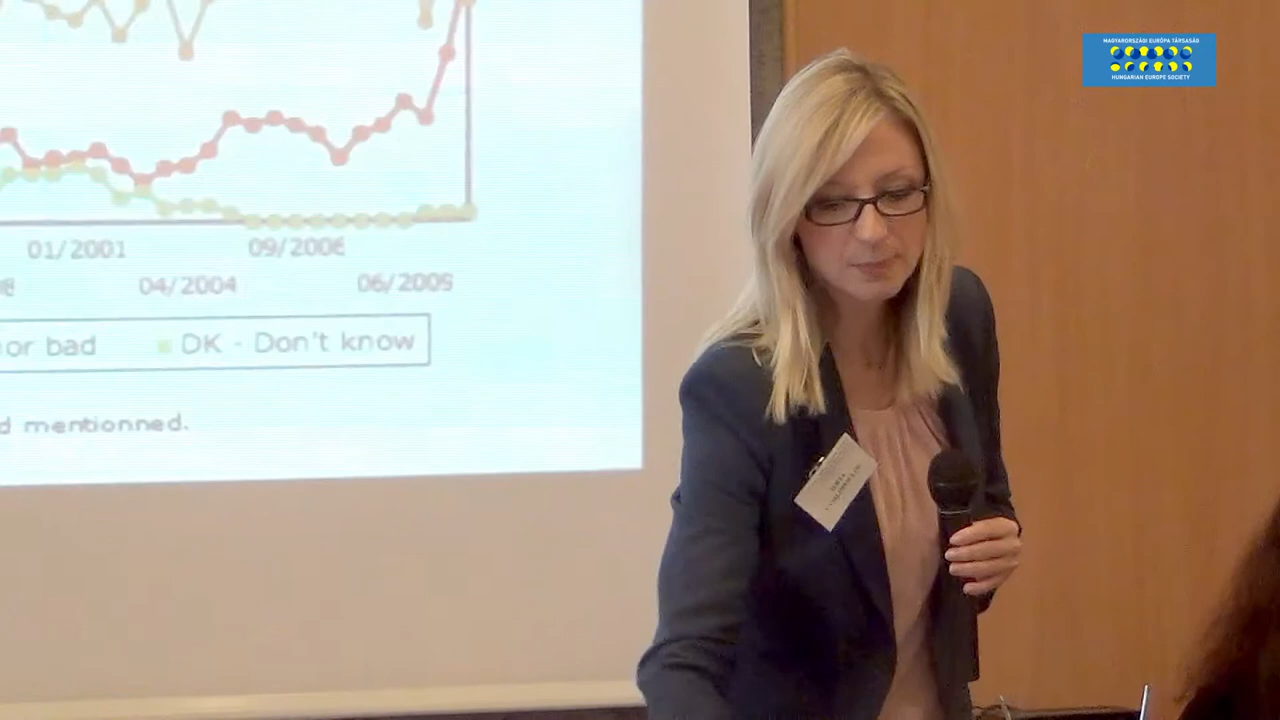 MAGYARORSZÁGI EURÓPA TÁRSASÁG
HUNGARIAN EUROPE SOCIETY
01/2001
09/2006
04/2004
06/2009
or bad
DK - Don't know
d mentionned.